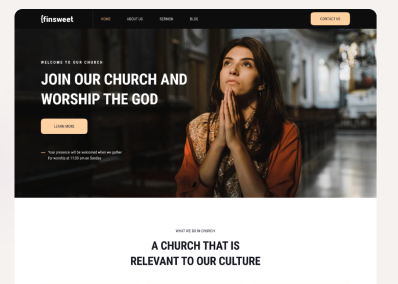 {finsweet
HOME
ABOUT US
SERMON
BLOG
CONTACT US
WELCOME TO OUR CHURCH
JOIN OUR CHURCH AND
WORSHIP THE GOD
LEARN MORE
Your presence will be welcomed when we gather
for worship at 11:00 am on Sunday
WHAT WE DO IN CHURCH
A CHURCH THAT IS
RELEVANT TO OUR CULTURE